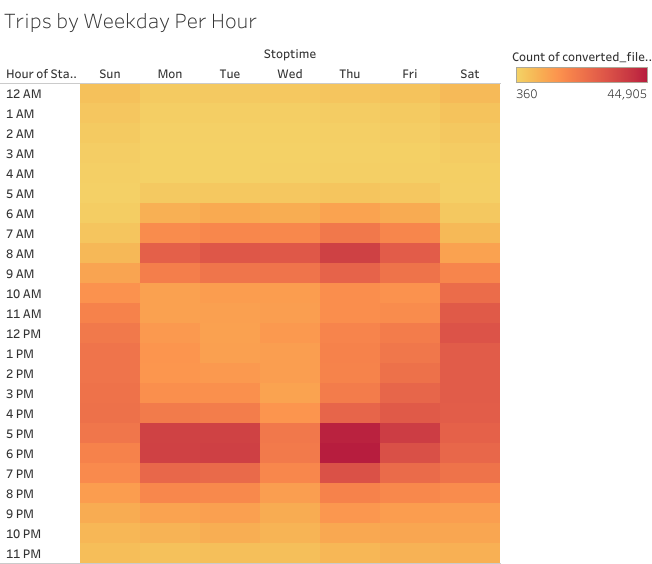 Trips by Weekday Per Hour
Stoptime
Count of converted_file..
Hour of Sta.. Sun Mon Tue Wed Thu Fri Sat
360 44,905
12 AM
1 AM
2 AM
3 AM
4 AM
5 AM
6 AM
7 AM
8 AM
9 AM
10 AM
11 AM
12 PM
1 PM
2 PM
3 PM
4 PM
5 PM
6 PM
7 PM
8 PM
9 PM
10 PM
11 PM